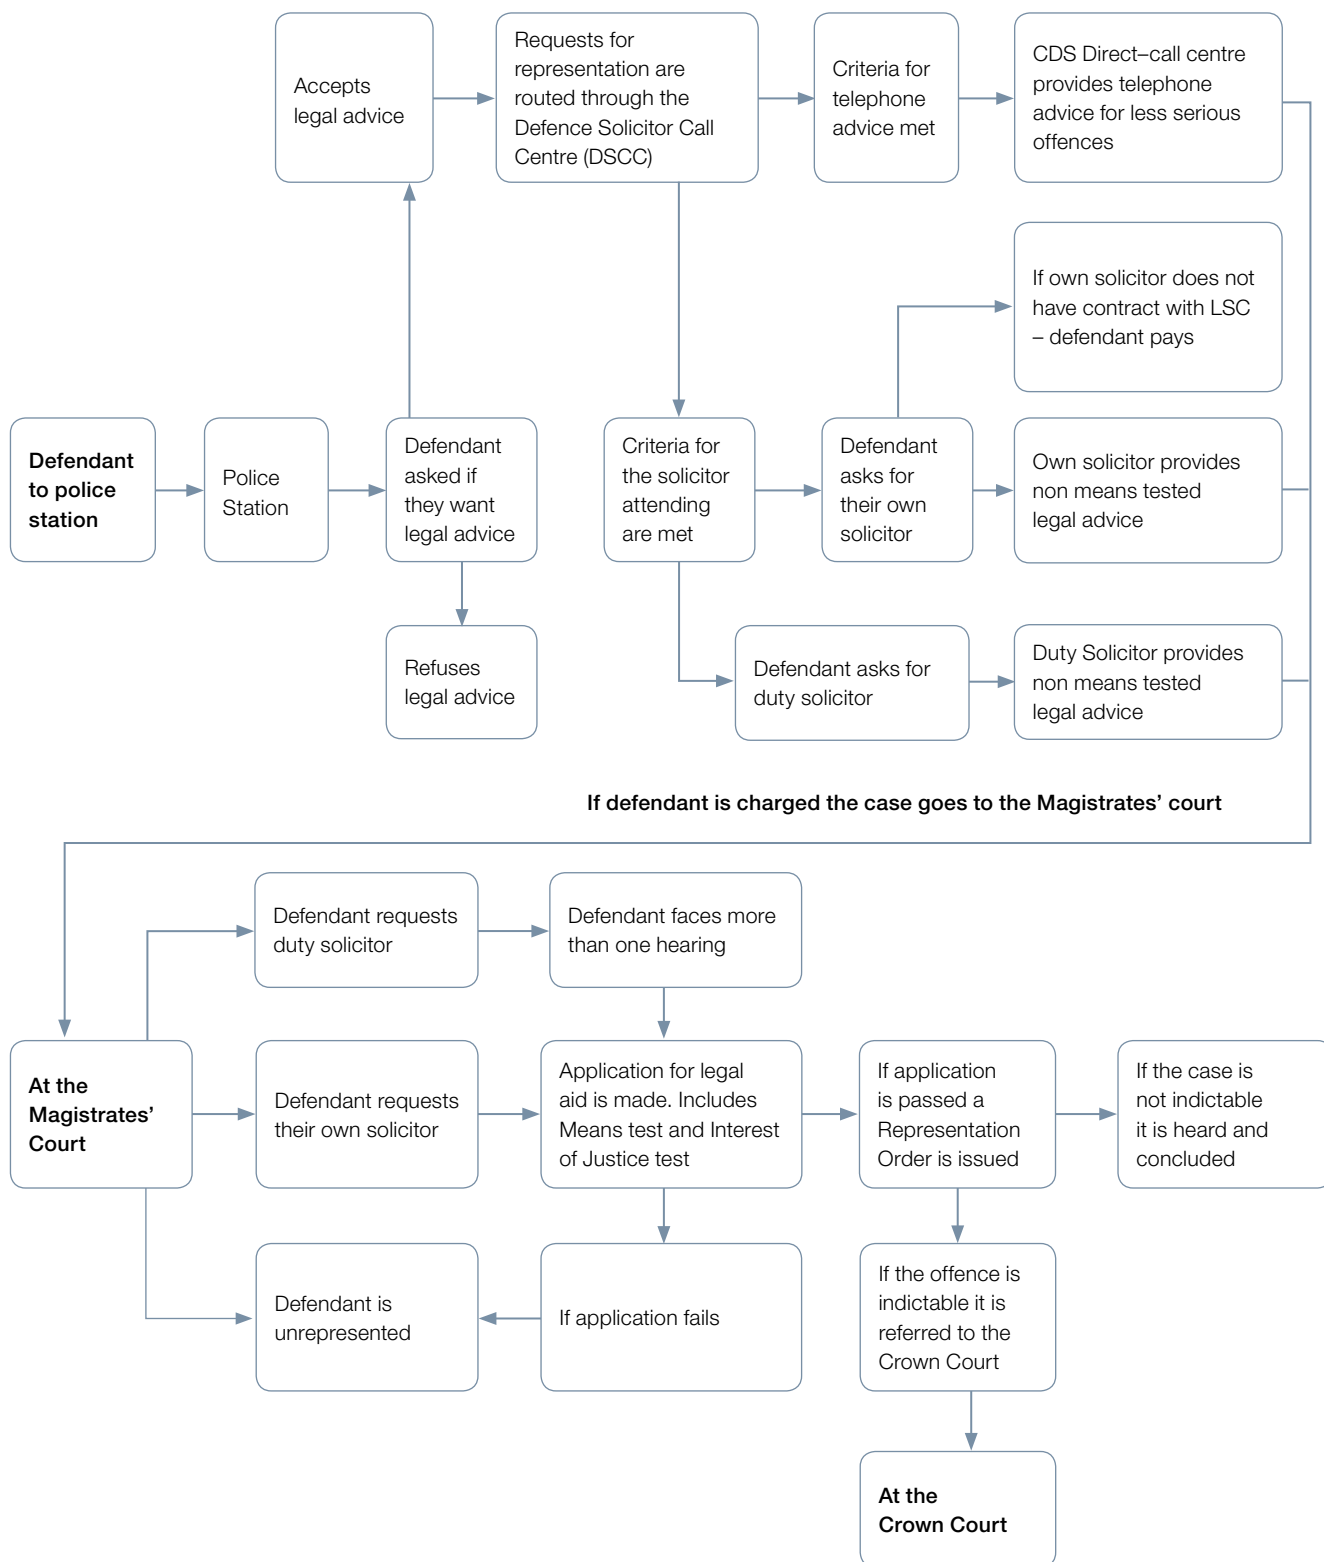 Accepts
legal advice
Requests for
representation are
routed through the
Defence Solicitor Call
Centre (DSCC)
Criteria for
telephone
advice met
CDS Direct–call centre
provides telephone
advice for less serious
offences
If own solicitor does not
have contract with LSC
– defendant pays
Defendant
to police
station
Police
Station
Defendant
asked if
they want
legal advice
Criteria for
the solicitor
attending
are met
Defendant
asks for
their own
solicitor
Own solicitor provides
non means tested
legal advice
Refuses
legal advice
Defendant asks for
duty solicitor
Duty Solicitor provides
non means tested
legal advice
If defendant is charged the case goes to the Magistrates’ court
Defendant requests
duty solicitor
Defendant faces more
than one hearing
At the
Magistrates’
Court
Defendant requests
their own solicitor
Application for legal
aid is made. Includes
Means test and Interest
of Justice test
If application
is passed a
Representation
Order is issued
If the case is
not indictable
it is heard and
concluded
Defendant is
unrepresented
If application fails
If the offence is
indictable it is
referred to the
Crown Court
At the
Crown Court